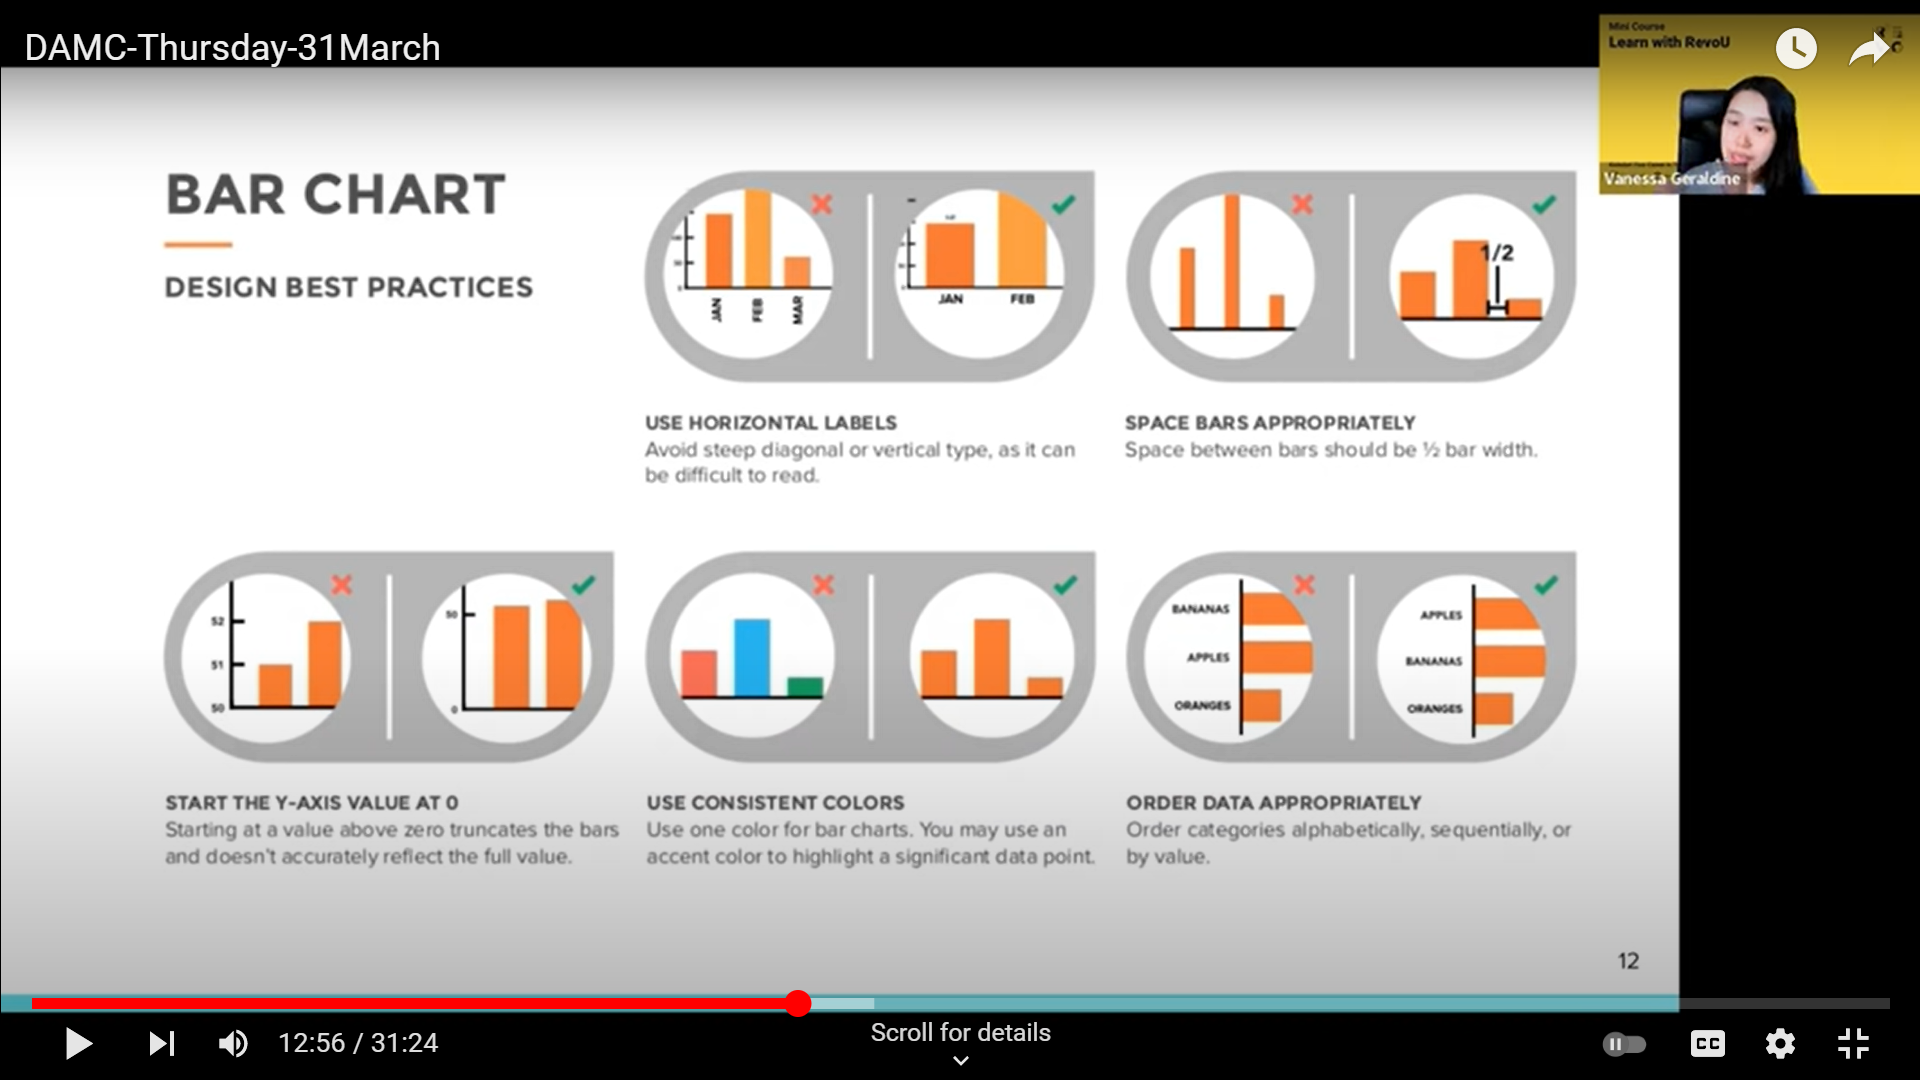 DAMC-Thursday-31March
Mini Course
Learn with RevoU
Vanessa Geraldine
BAR CHART
DESIGN BEST PRACTICES
JAN
FEB
MAR
JAN
FEB
1/2
USE HORIZONTAL LABELS
Avoid steep diagonal or vertical type, as it can
be difficult to read.
SPACE BARS APPROPRIATELY
Space between bars should be ½ bar width.
52
51
50
50
0
BANANAS
APPLES
ORANGES
APPLES
BANANAS
ORANGES
START THE Y-AXIS VALUE AT 0
Starting at a value above zero truncates the bars
and doesn't accurately reflect the full value.
USE CONSISTENT COLORS
Use one color for bar charts. You may use an
accent color to highlight a significant data point.
ORDER DATA APPROPRIATELY
Order categories alphabetically, sequentially, or
by value.
12
12:56 / 31:24
Scroll for details
CC